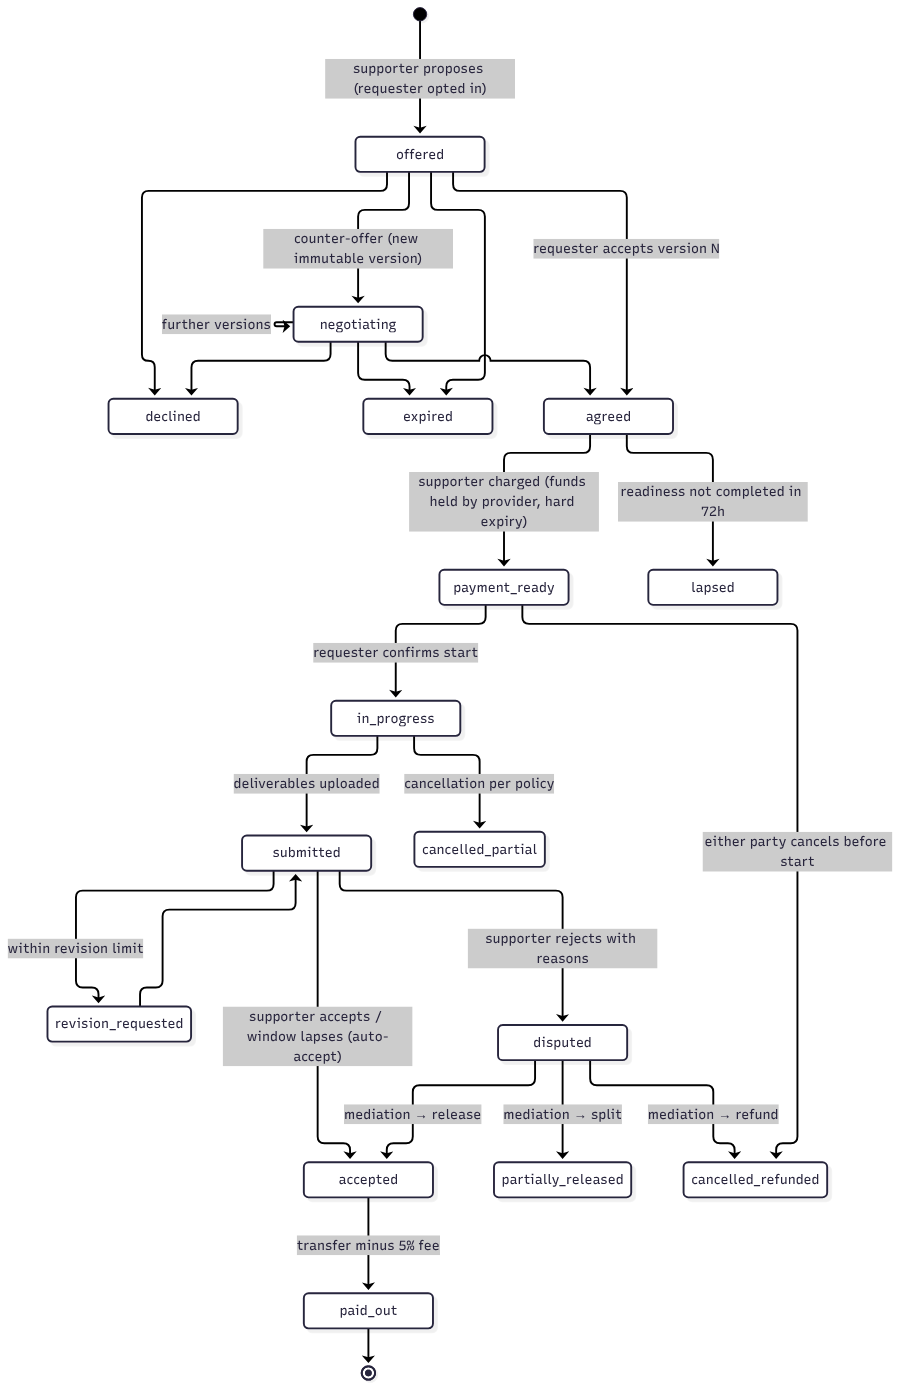 supporter proposes
(requester opted in)
offered
counter-offer (new
immutable version)
requester accepts version N
further versions
negotiating
declined
expired
agreed
supporter charged (funds
held by provider, hard
expiry)
readiness not completed in
72h
payment_ready
lapsed
requester confirms start
in_progress
deliverables uploaded
cancellation per policy
submitted
cancelled_partial
either party cancels before
start
within revision limit
supporter rejects with
reasons
revision_requested
supporter accepts /
window lapses (auto-
accept)
disputed
mediation → release
mediation → split
mediation → refund
accepted
partially_released
cancelled_refunded
transfer minus 5% fee
paid_out